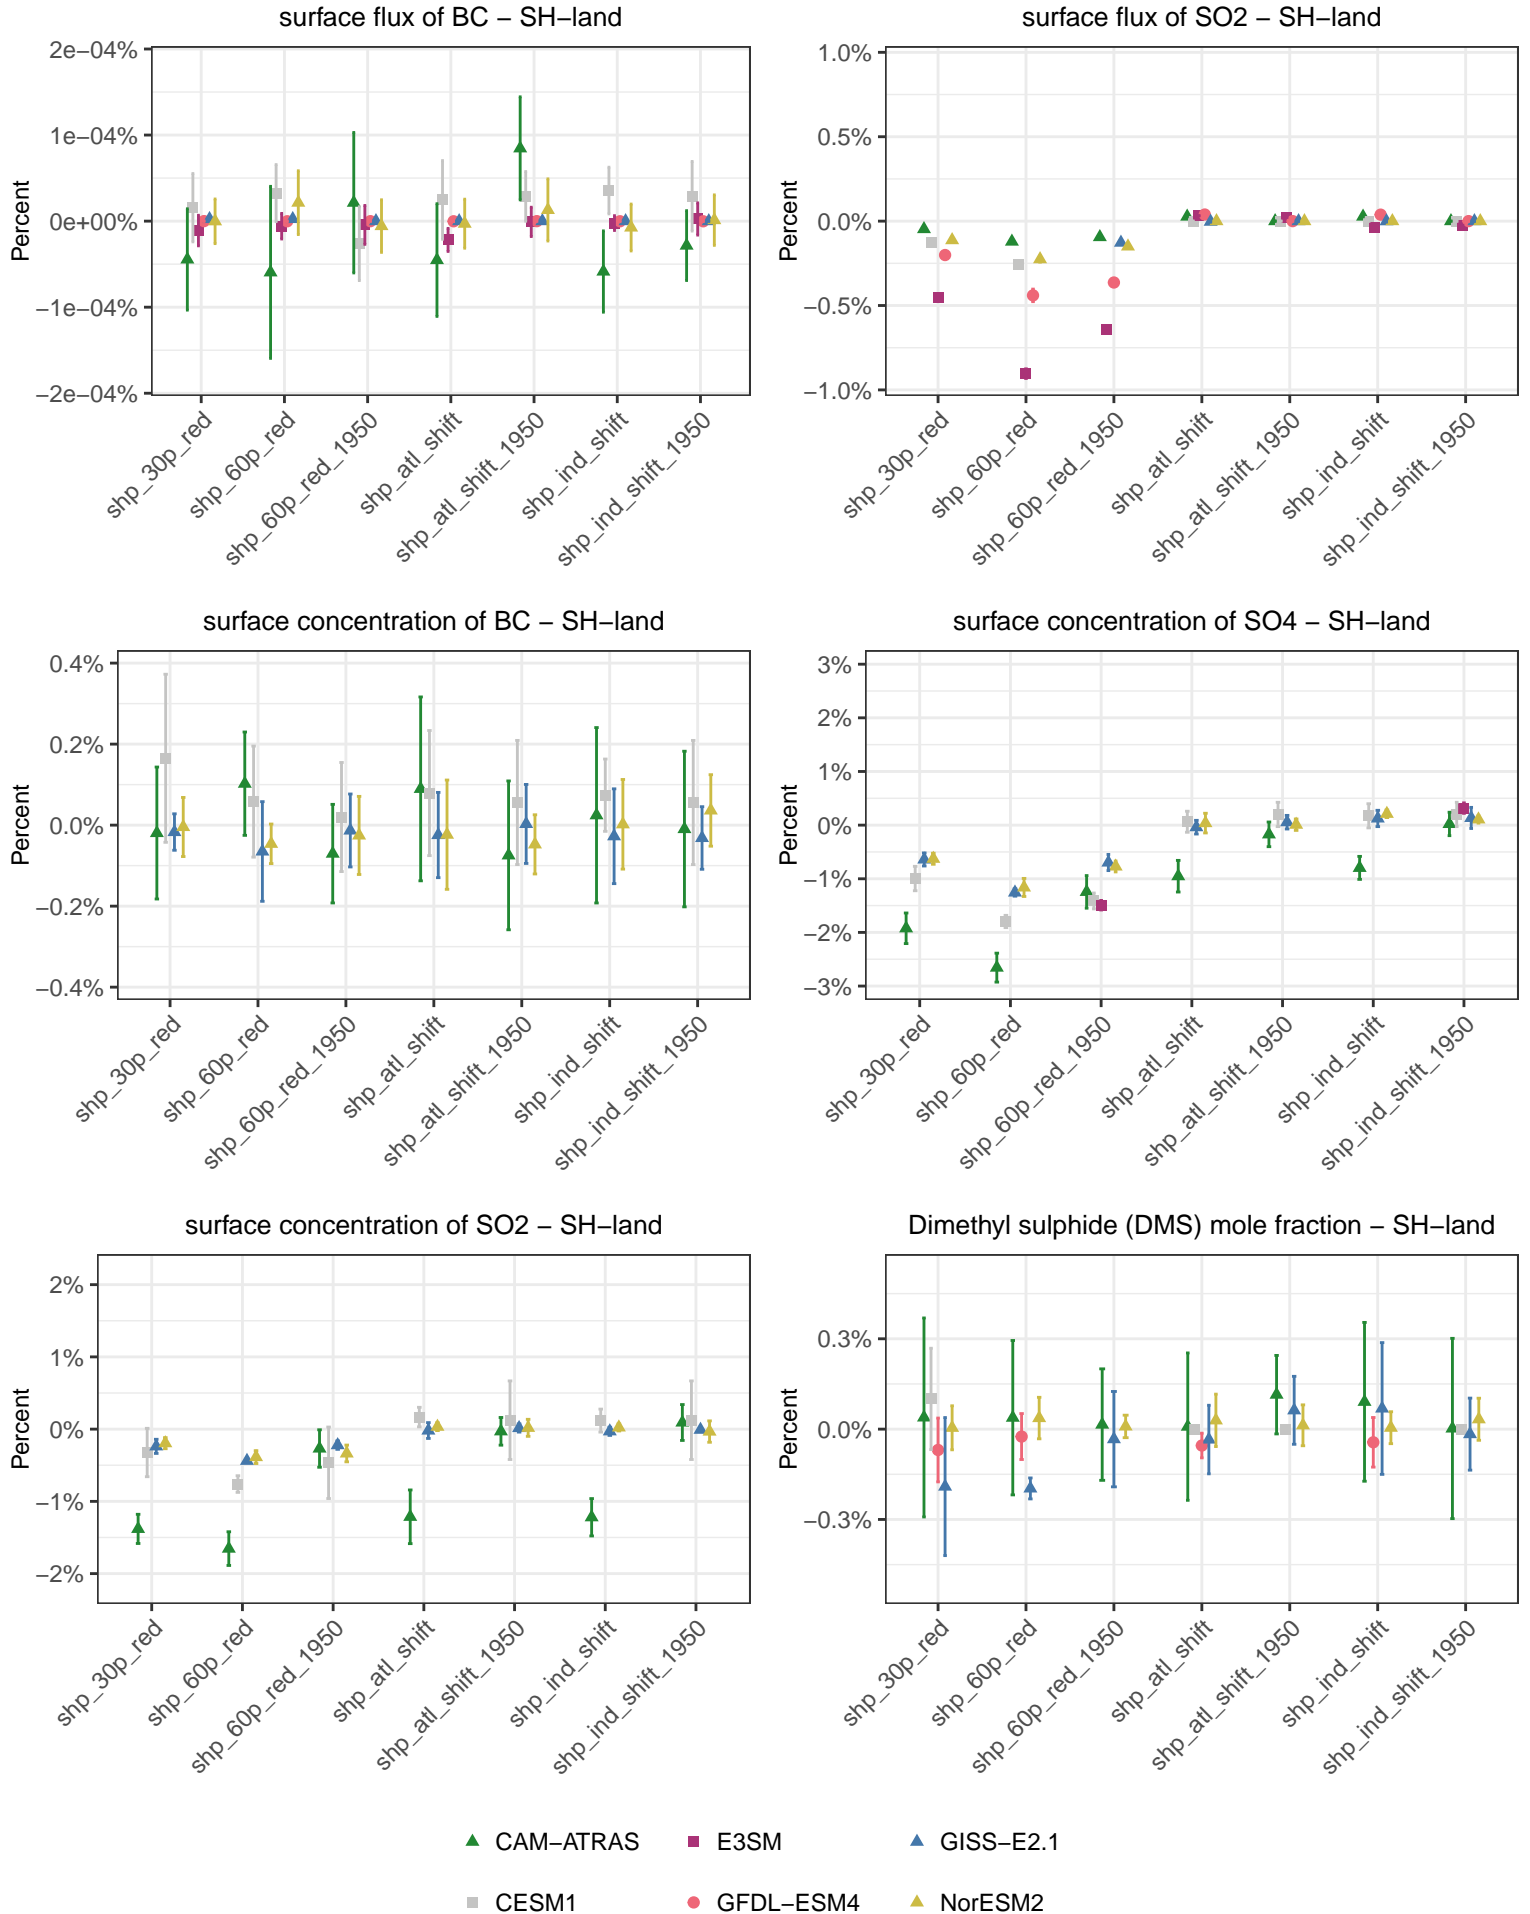 surface flux of BC − SH−land
Percent
2e−04%
1e−04%
0e+00%
−1e−04%
−2e−04%
shp_30p_red
shp_60p_red
shp_60p_red_1950
shp_atl_shift
shp_atl_shift_1950
shp_ind_shift
shp_ind_shift_1950
surface flux of SO2 − SH−land
Percent
1.0%
0.5%
0.0%
−0.5%
−1.0%
shp_30p_red
shp_60p_red
shp_60p_red_1950
shp_atl_shift
shp_atl_shift_1950
shp_ind_shift
shp_ind_shift_1950
surface concentration of BC − SH−land
Percent
0.4%
0.2%
0.0%
−0.2%
−0.4%
shp_30p_red
shp_60p_red
shp_60p_red_1950
shp_atl_shift
shp_atl_shift_1950
shp_ind_shift
shp_ind_shift_1950
surface concentration of SO4 − SH−land
Percent
3%
2%
1%
0%
−1%
−2%
−3%
shp_30p_red
shp_60p_red
shp_60p_red_1950
shp_atl_shift
shp_atl_shift_1950
shp_ind_shift
shp_ind_shift_1950
surface concentration of SO2 − SH−land
Percent
2%
1%
0%
−1%
−2%
shp_30p_red
shp_60p_red
shp_60p_red_1950
shp_atl_shift
shp_atl_shift_1950
shp_ind_shift
shp_ind_shift_1950
Dimethyl sulphide (DMS) mole fraction − SH−land
Percent
0.3%
0.0%
−0.3%
shp_30p_red
shp_60p_red
shp_60p_red_1950
shp_atl_shift
shp_atl_shift_1950
shp_ind_shift
shp_ind_shift_1950
CAM−ATRAS
E3SM
GISS−E2.1
CESM1
GFDL−ESM4
NorESM2